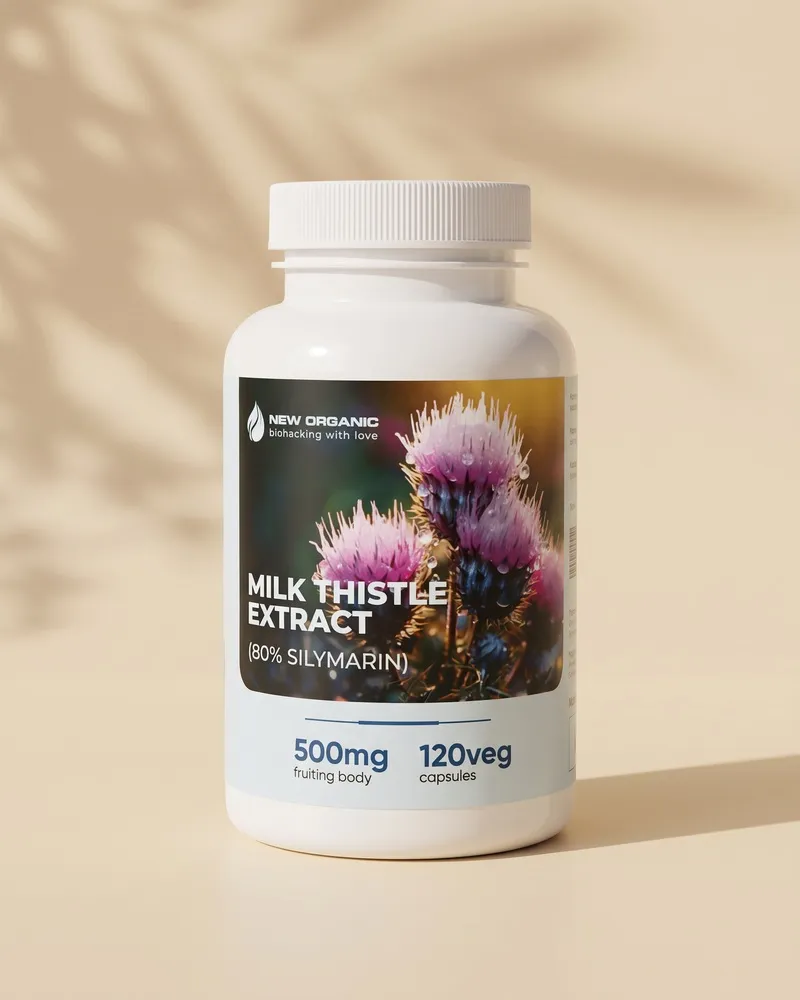 NEW ORGANIC
biohacking with love
MILK THISTLE
EXTRACT
(80% SILYMARIN)
500mg
fruiting body
120veg
capsules